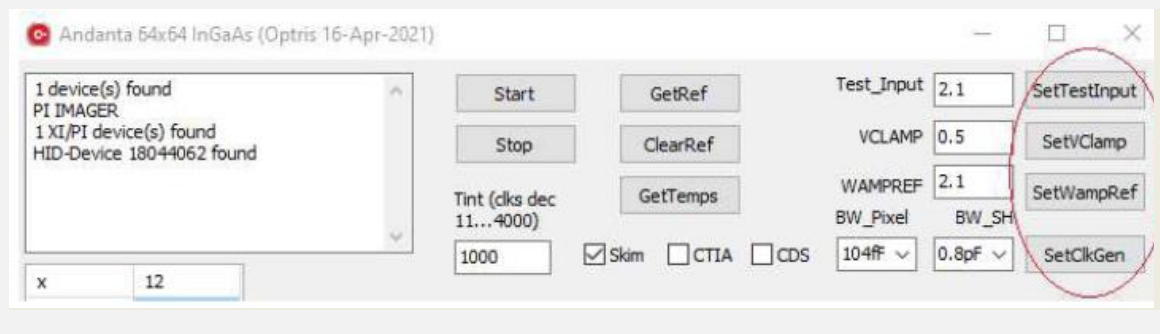 Andanta 64x64 InGaAs (Optris 16-Apr-2021)
1 device(s) found
PI IMAGER
1 XI/PI device(s) found
HID-Device 18044062 found
Start
GetRef
Stop
ClearRef
GetTemps
Tint (clks dec
11...4000)
1000
Skim
CTIA
CDS
Test_Input 2.1 SetTestInput
VCLAMP 0.5 SetVClamp
WAMPREF 2.1 SetWampRef
BW_Pixel BW_SH
104fF 0.8pF SetClkGen
x 12